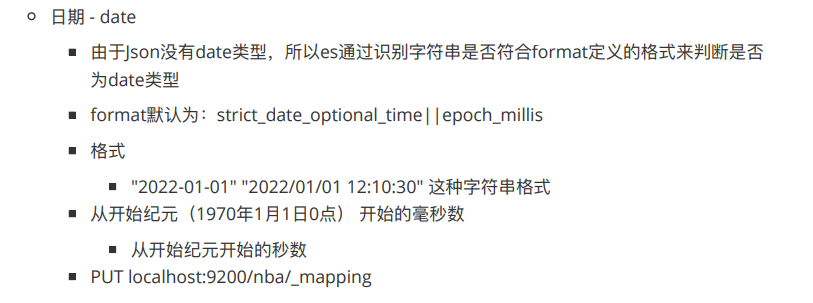 日期 - date
由于Json没有date类型，所以es通过识别字符串是否符合format定义的格式来判断是否
为date类型
format默认为：strict_date_optional_time||epoch_millis
格式
"2022-01-01" "2022/01/01 12:10:30" 这种字符串格式
从开始纪元（1970年1月1日0点） 开始的毫秒数
从开始纪元开始的秒数
PUT localhost:9200/nba/_mapping